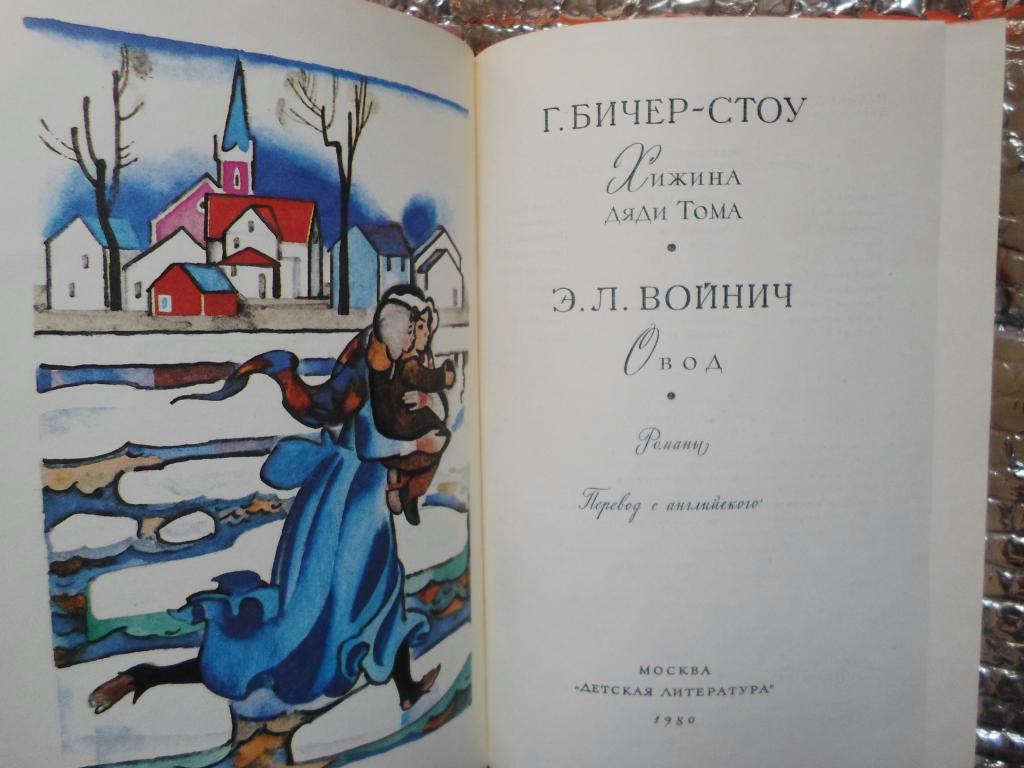 Г. БИЧЕР-СТОУ
Хижина
дяди Тома
Э. Л. ВОЙНИЧ
Овод
Романы
Перевод с английского
МОСКВА
"ДЕТСКАЯ ЛИТЕРАТУРА"
1980